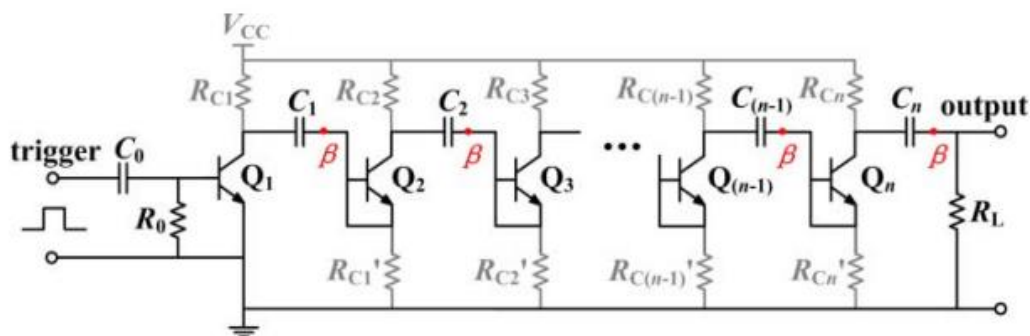 V_CC
R_C1 C_1 R_C2 C_2 R_C3 R_C(n-1) C_(n-1) R_Cn C_n output
trigger C_0 β β β β
Q_1 Q_2 Q_3 ••• Q_(n-1) Q_n
R_0 R_L
R_C1' R_C2' R_C(n-1)' R_Cn'